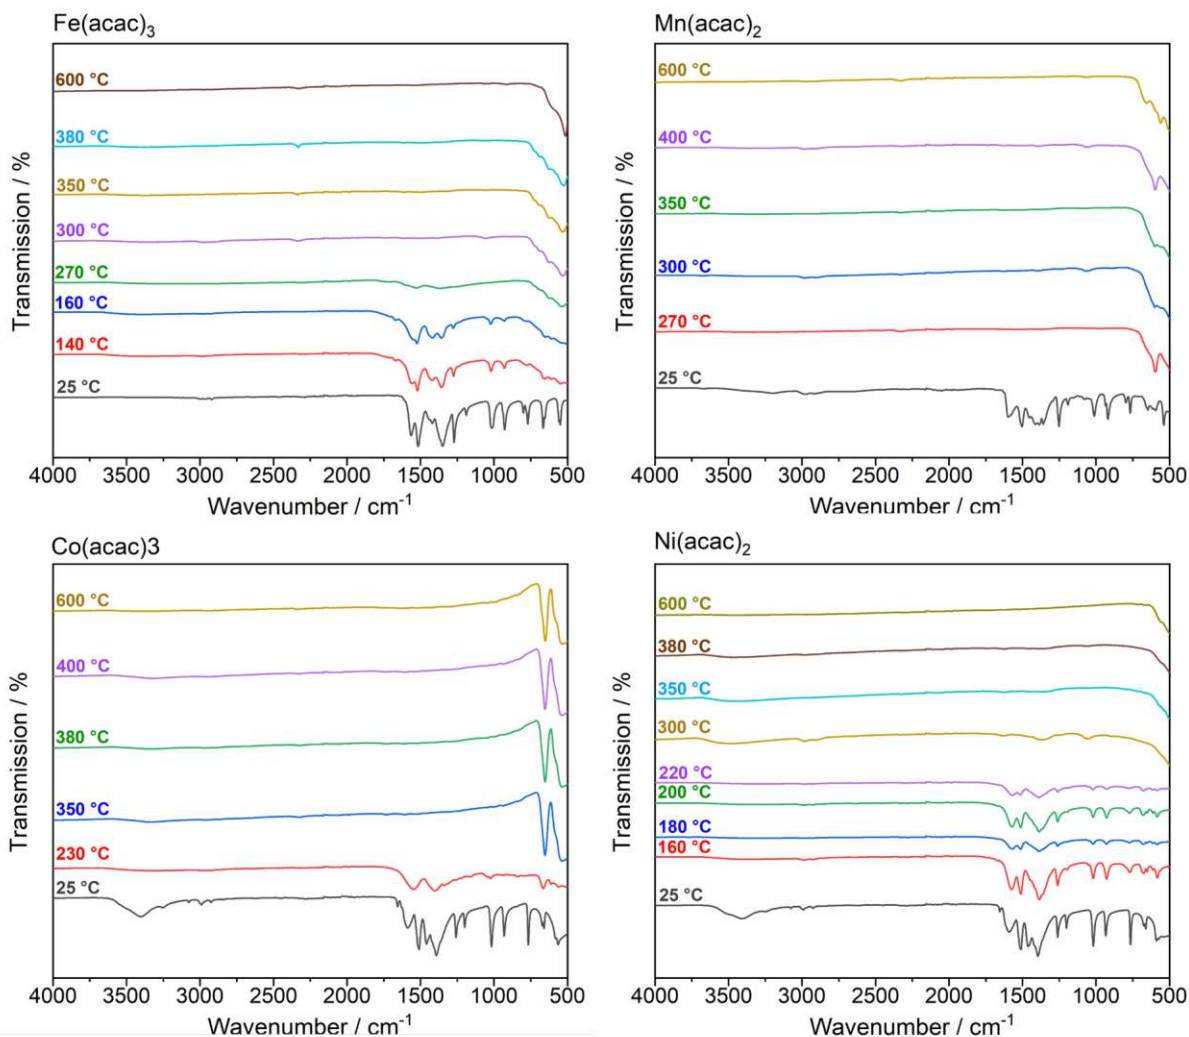 Fe(acac)3
600 °C
380 °C
350 °C
300 °C
270 °C
160 °C
140 °C
25 °C
Transmission / %
4000 3500 3000 2500 2000 1500 1000 500
Wavenumber / cm-1
Mn(acac)2
600 °C
400 °C
350 °C
300 °C
270 °C
25 °C
Transmission / %
4000 3500 3000 2500 2000 1500 1000 500
Wavenumber / cm-1
Co(acac)3
600 °C
400 °C
380 °C
350 °C
230 °C
25 °C
Transmission / %
4000 3500 3000 2500 2000 1500 1000 500
Wavenumber / cm-1
Ni(acac)2
600 °C
380 °C
350 °C
300 °C
220 °C
200 °C
180 °C
160 °C
25 °C
Transmission / %
4000 3500 3000 2500 2000 1500 1000 500
Wavenumber / cm-1